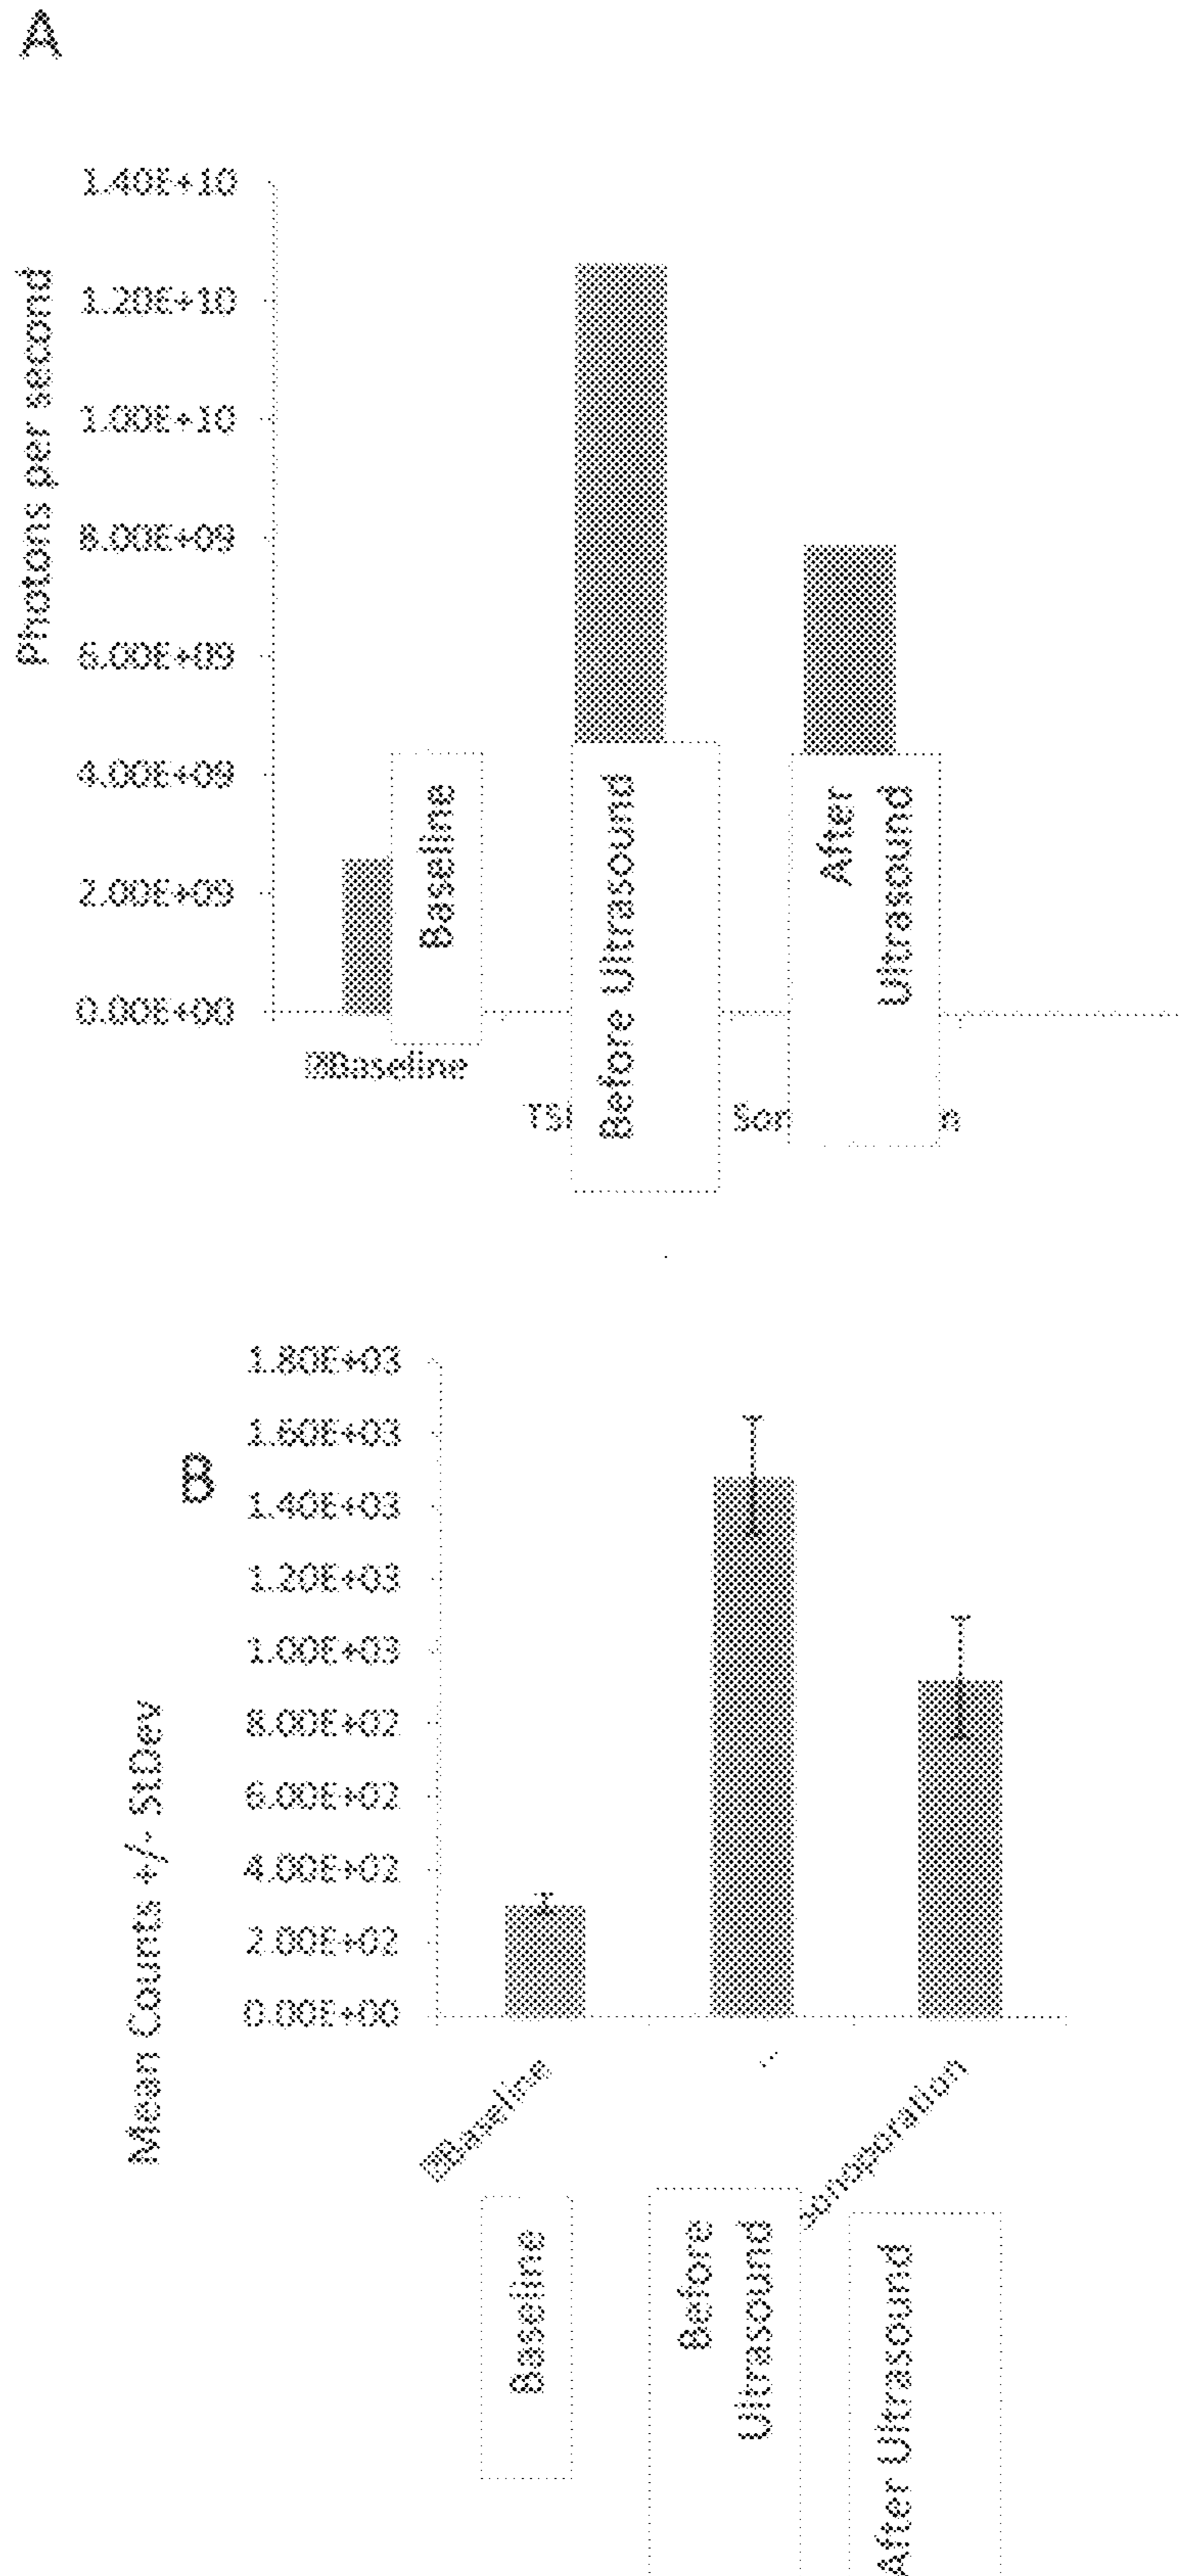 A
Photons per second
1.40E+10
1.20E+10
1.00E+10
8.00E+09
6.00E+09
4.00E+09
2.00E+09
0.00E+00
Baseline
Before Ultrasound
After
Ultrasound
Baseline
B
Mean Counts +/- StDev
1.80E+03
1.60E+03
1.40E+03
1.20E+03
1.00E+03
8.00E+02
6.00E+02
4.00E+02
2.00E+02
0.00E+00
Baseline
onoporation
Baseline
Before
Ultrasound
After Ultrasound